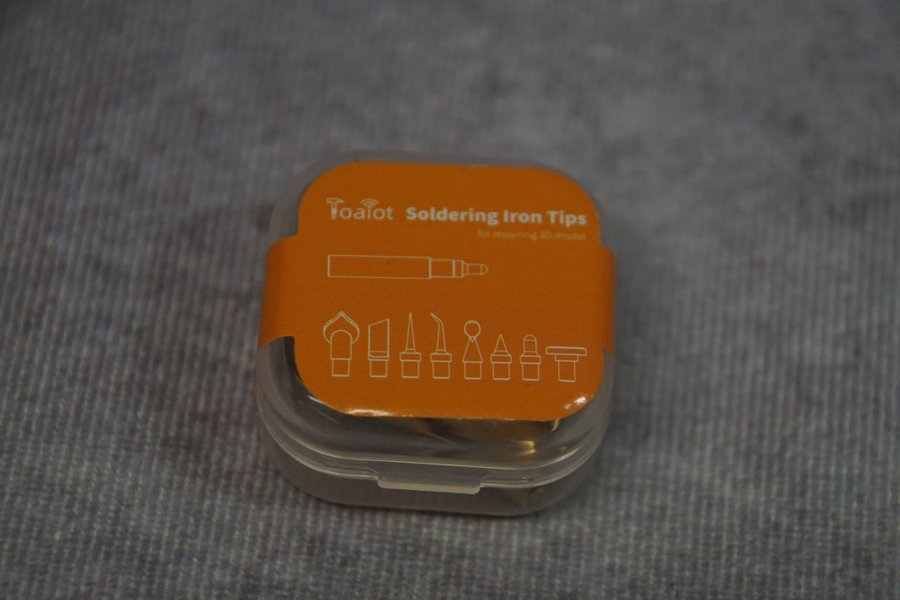 Toaiot Soldering Iron Tips
for repairing 3D model